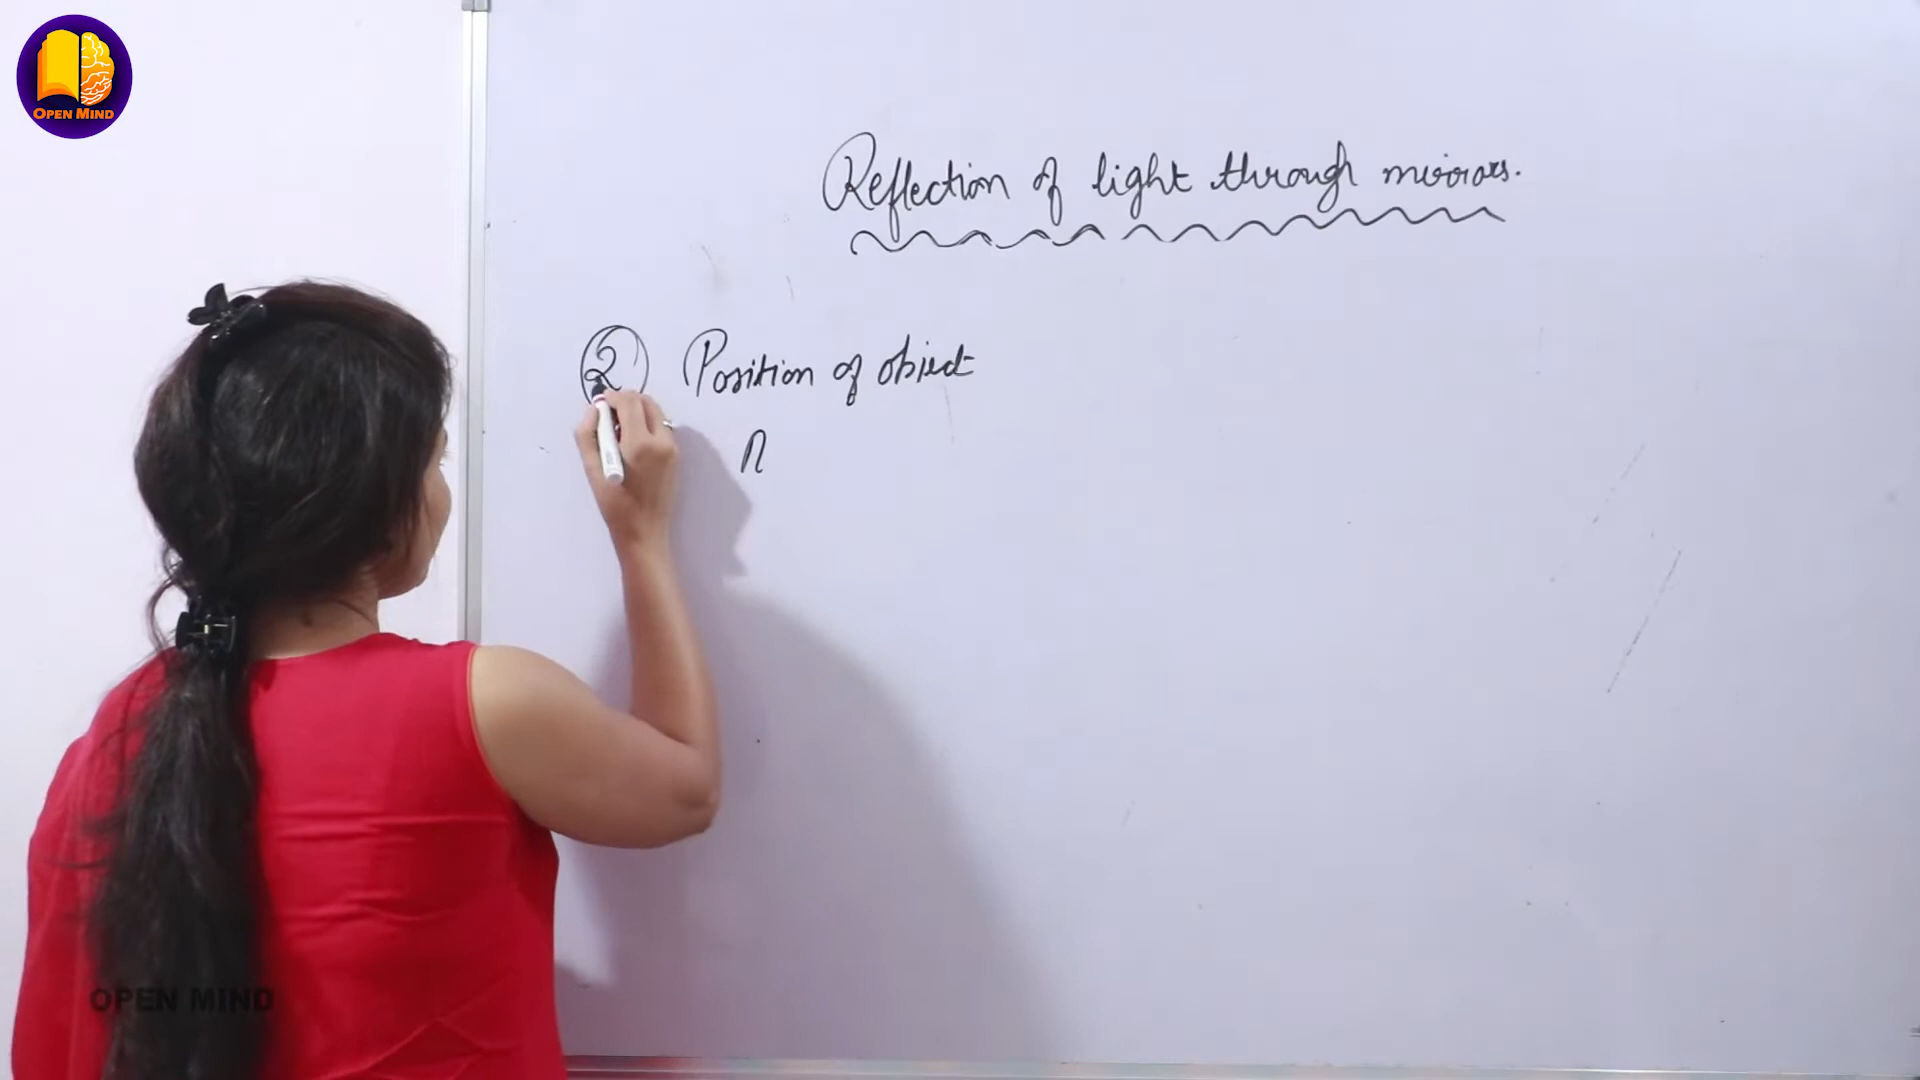 OPEN MIND
Reflection of light through mirrors.
2 Position of object
OPEN MIND